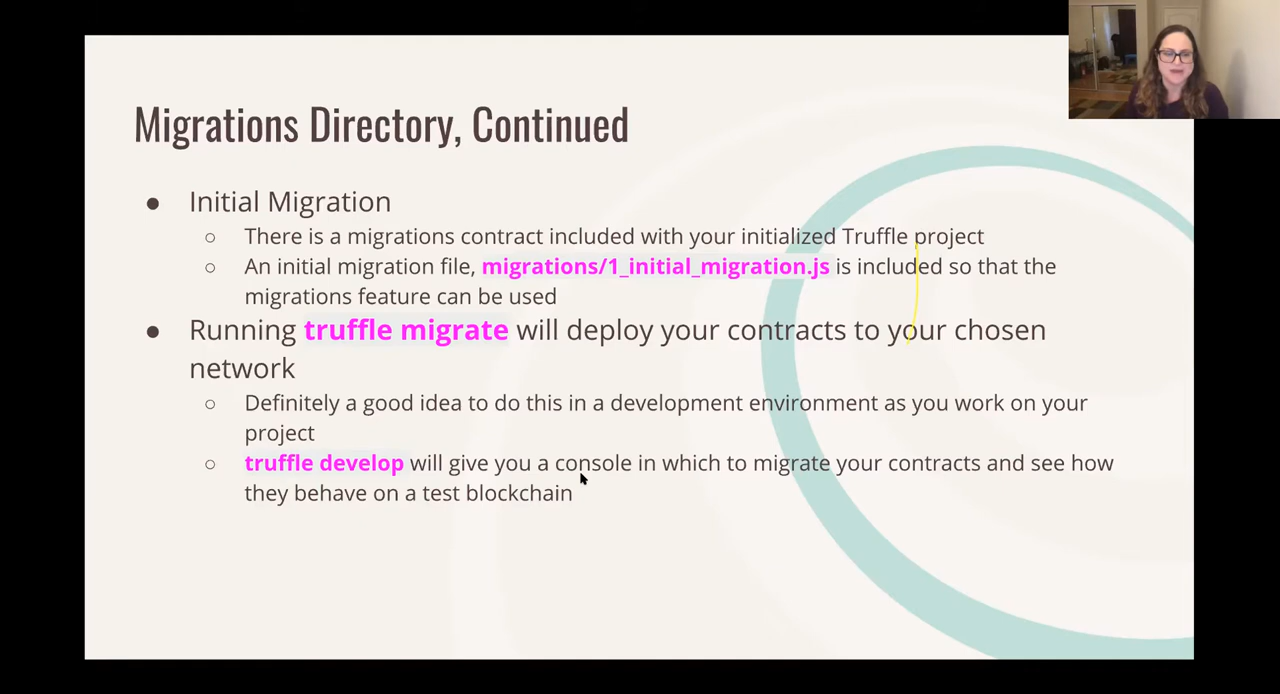 Migrations Directory, Continued
● Initial Migration
○ There is a migrations contract included with your initialized Truffle project
○ An initial migration file, migrations/1_initial_migration.js is included so that the
migrations feature can be used
● Running truffle migrate will deploy your contracts to your chosen
network
○ Definitely a good idea to do this in a development environment as you work on your
project
○ truffle develop will give you a console in which to migrate your contracts and see how
they behave on a test blockchain